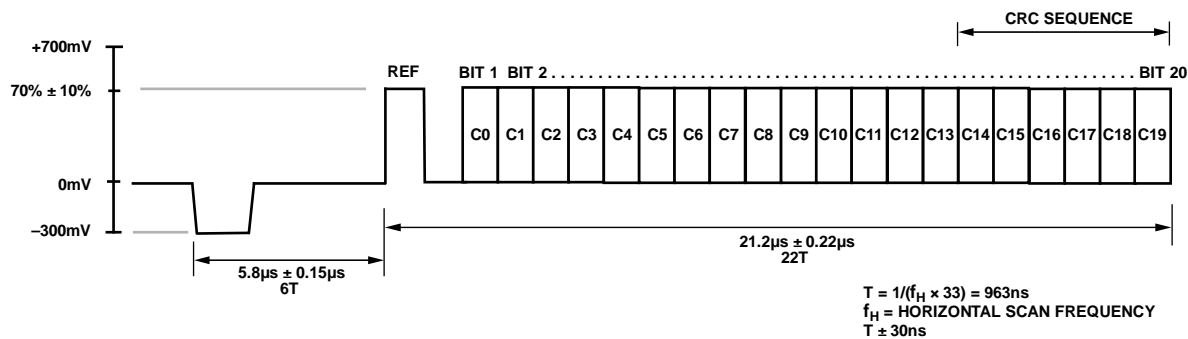 CRC SEQUENCE
+700mV
REF
BIT 1 BIT 2 . . . . . . . . . . . . . . . . . . . . . . . . . . . . . . . . . . . . . . . . . . . . . . . . . . . . . . . . . . . . BIT 20
70% ± 10%
C0 C1 C2 C3 C4 C5 C6 C7 C8 C9 C10 C11 C12 C13 C14 C15 C16 C17 C18 C19
0mV
–300mV
21.2µs ± 0.22µs
22T
5.8µs ± 0.15µs
6T
T = 1/(fH × 33) = 963ns
fH = HORIZONTAL SCAN FREQUENCY
T ± 30ns